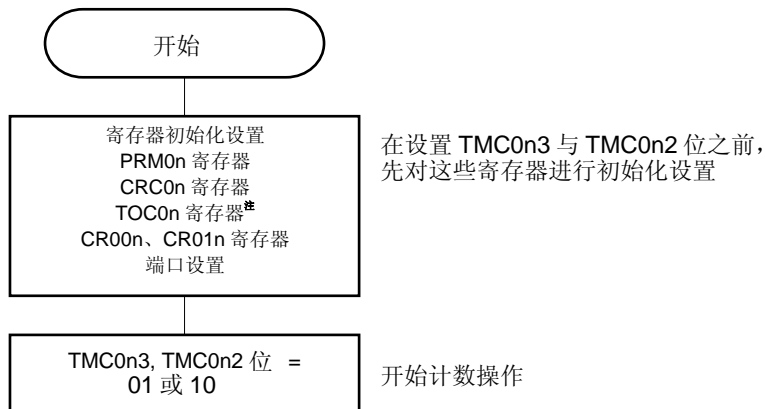 开始
寄存器初始化设置
PRM0n 寄存器
CRC0n 寄存器
TOC0n 寄存器注
CR00n、CR01n 寄存器
端口设置
在设置 TMC0n3 与 TMC0n2 位之前，
先对这些寄存器进行初始化设置
TMC0n3, TMC0n2 位 =
01 或 10
开始计数操作